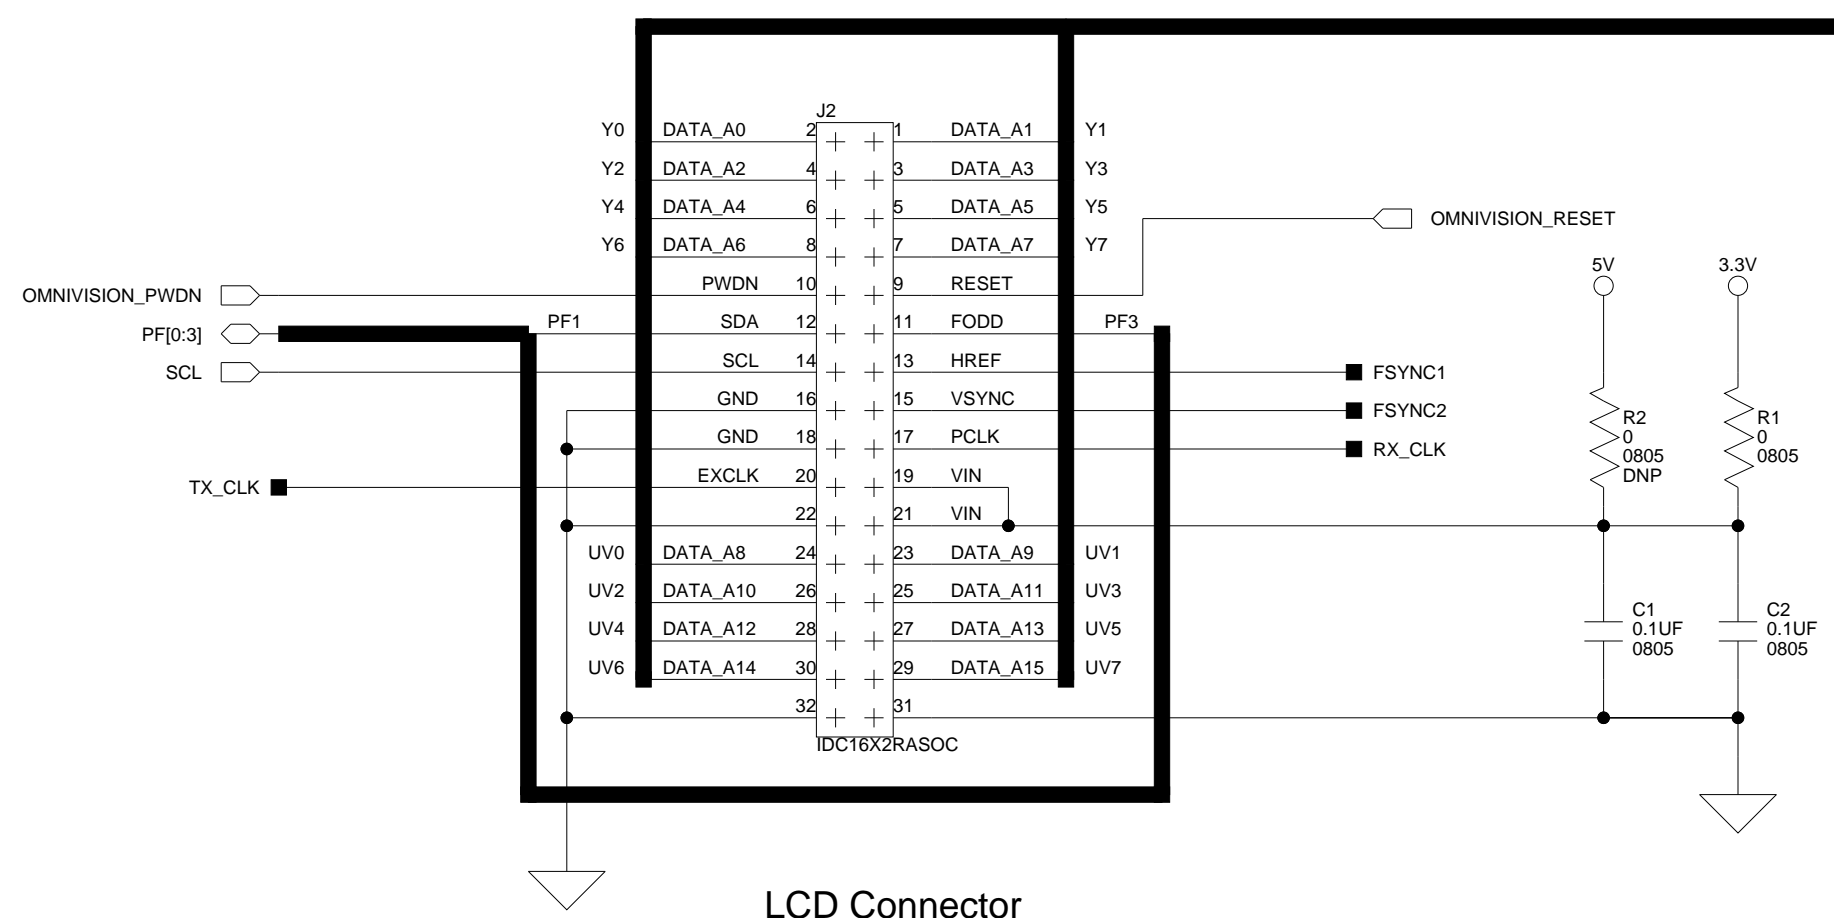 J2
Y0 DATA_A0 2 1 DATA_A1 Y1
Y2 DATA_A2 4 3 DATA_A3 Y3
Y4 DATA_A4 6 5 DATA_A5 Y5
OMNIVISION_RESET
Y6 DATA_A6 8 7 DATA_A7 Y7
5V 3.3V
OMNIVISION_PWDN PWDN 10 9 RESET
PF[0:3] PF1 SDA 12 11 FODD PF3
SCL SCL 14 13 HREF FSYNC1
GND 16 15 VSYNC FSYNC2
R2 R1
0 0
0805 0805
DNP
GND 18 17 PCLK RX_CLK
TX_CLK EXCLK 20 19 VIN
22 21 VIN
UV0 DATA_A8 24 23 DATA_A9 UV1
UV2 DATA_A10 26 25 DATA_A11 UV3
C1 C2
0.1UF 0.1UF
0805 0805
UV4 DATA_A12 28 27 DATA_A13 UV5
UV6 DATA_A14 30 29 DATA_A15 UV7
32 31
IDC16X2RASOC
LCD Connector